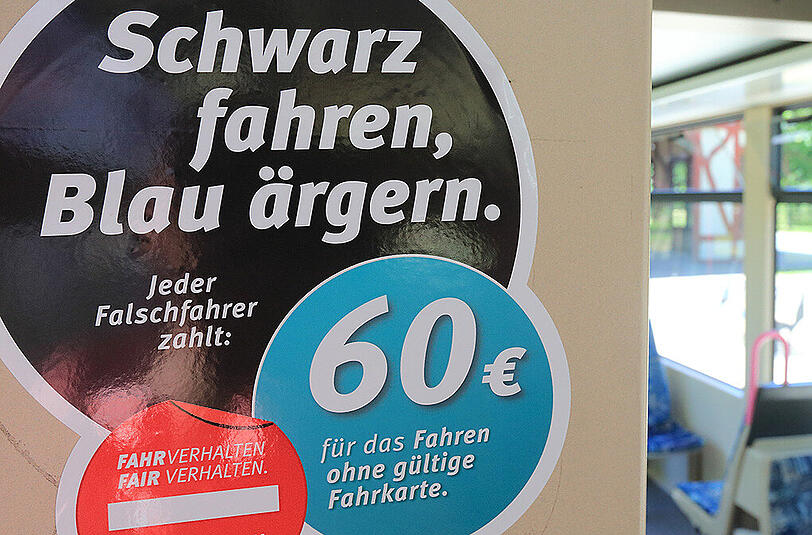 Schwarz
fahren,
Blau ärgern.
Jeder
Falschfahrer
zahlt:
60€
für das Fahren
ohne gültige
Fahrkarte.
FAHRVERHALTEN
FAIR VERHALTEN.